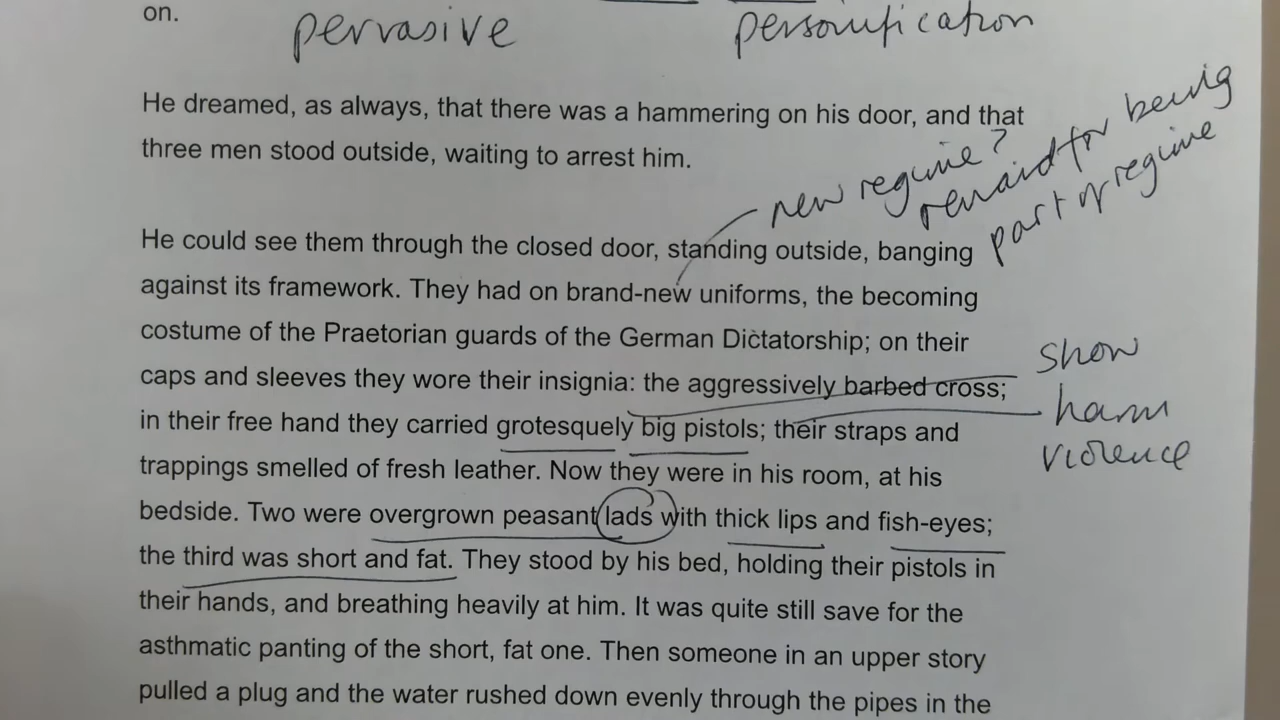 on.
pervasive personification
He dreamed, as always, that there was a hammering on his door, and that
three men stood outside, waiting to arrest him.
new regime?
reward for being
part of regime
He could see them through the closed door, standing outside, banging
against its framework. They had on brand-new uniforms, the becoming
costume of the Praetorian guards of the German Dictatorship; on their
caps and sleeves they wore their insignia: the aggressively barbed cross;
in their free hand they carried grotesquely big pistols; their straps and
trappings smelled of fresh leather. Now they were in his room, at his
bedside. Two were overgrown peasant lads with thick lips and fish-eyes;
the third was short and fat. They stood by his bed, holding their pistols in
their hands, and breathing heavily at him. It was quite still save for the
asthmatic panting of the short, fat one. Then someone in an upper story
pulled a plug and the water rushed down evenly through the pipes in the
show
harm
violence